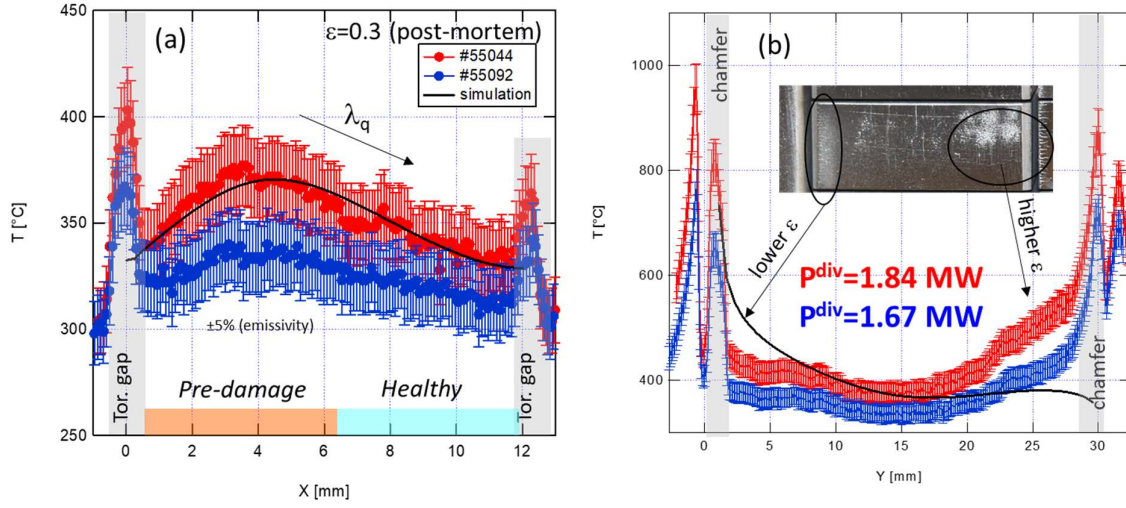 (a)
ε=0.3 (post-mortem)
#55044
#55092
simulation
λq
T [°C]
450
400
350
300
250
±5% (emissivity)
Pre-damage
Healthy
Tor. gap
Tor. gap
0
2
4
6
8
10
12
X [mm]
(b)
chamfer
chamfer
lower ε
higher ε
P^div=1.84 MW
P^div=1.67 MW
T[°C]
1000
800
600
400
0
5
10
15
20
25
30
Y [mm]